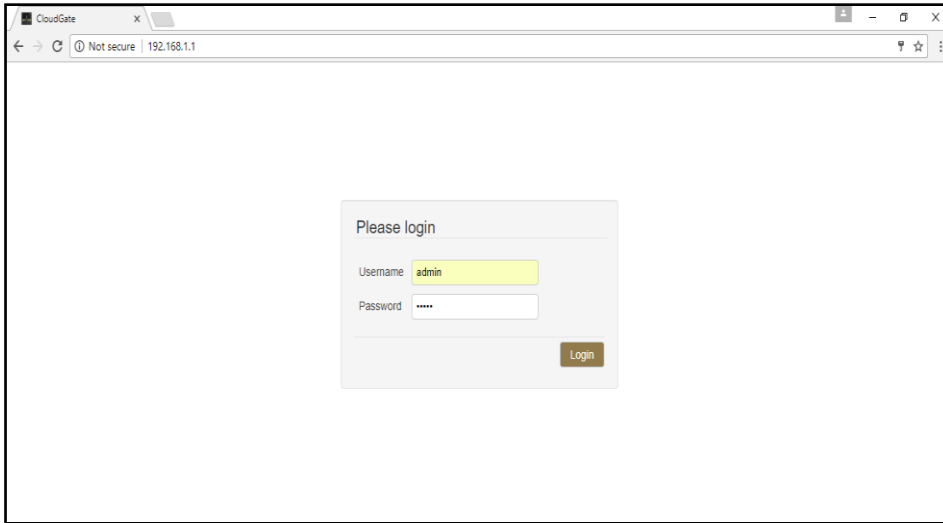 CloudGate
Not secure | 192.168.1.1
Please login
Username admin
Password •••••
Login